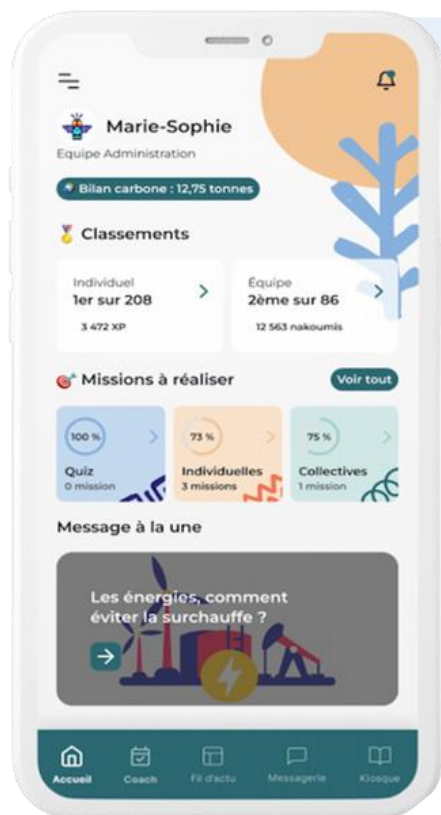 Marie-Sophie
Equipe Administration
Bilan carbone : 12,75 tonnes
Classements
Individuel
1er sur 208
3 472 XP
Équipe
2ème sur 86
12 563 nakoumis
Missions à réaliser
Voir tout
100 %
Quiz
0 mission
73 %
Individuelles
3 missions
75 %
Collectives
1 mission
Message à la une
Les énergies, comment
éviter la surchauffe ?
Accueil
Coach
Fil d'actu
Messagerie
Kiosque